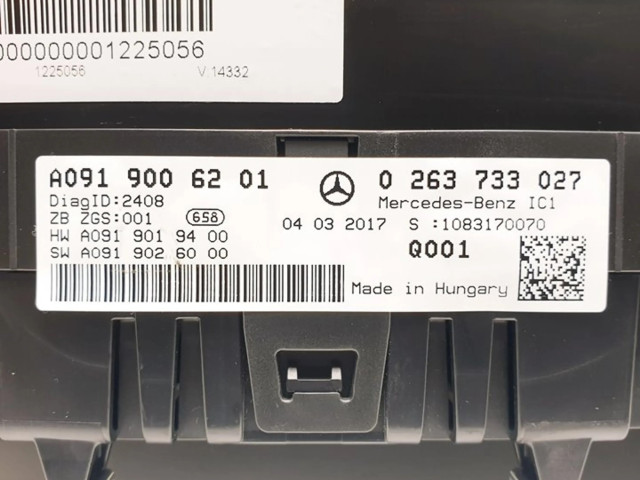 000000001225056
1225056 V.14332
A091 900 62 01
DiagID:2408
ZB ZGS:001 658
HW A091 901 94 00
SW A091 902 60 00
0 263 733 027
Mercedes-Benz IC1
04 03 2017 S :1083170070
Q001
Made in Hungary